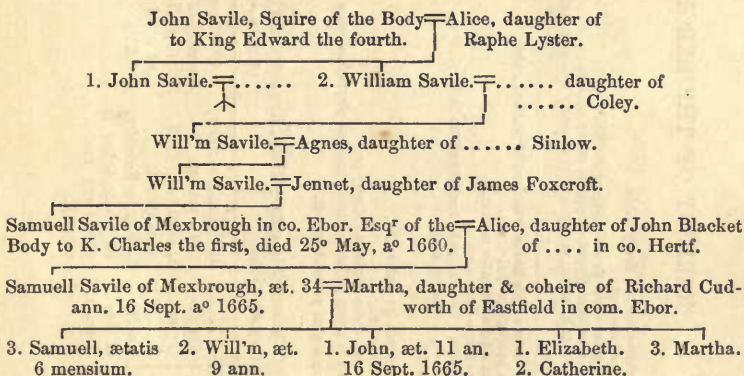 John Savile, Squire of the Body=Alice, daughter of
to King Edward the fourth. Raphe Lyster.
1. John Savile.=...... 2. William Savile.=...... daughter of
...... Coley.
Will'm Savile.=Agnes, daughter of ...... Sinlow.
Will'm Savile.=Jennet, daughter of James Foxcroft.
Samuell Savile of Mexbrough in co. Ebor. Esqʳ of the=Alice, daughter of John Blacket
Body to K. Charles the first, died 25º May, aº 1660. of .... in co. Hertf.
Samuell Savile of Mexbrough, æt. 34=Martha, daughter & coheire of Richard Cud-
ann. 16 Sept. aº 1665. worth of Eastfield in com. Ebor.
3. Samuell, ætatis 2. Will'm, æt. 1. John, æt. 11 an. 1. Elizabeth. 3. Martha.
6 mensium. 9 ann. 16 Sept. 1665. 2. Catherine.